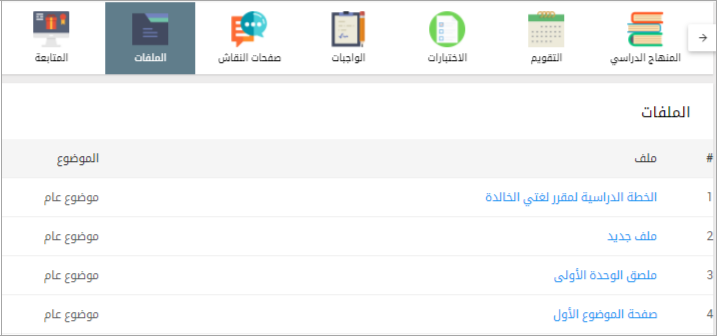 المنهاج الدراسي التقويم الاختبارات الواجبات صفحات النقاش الملفات المتابعة
الملفات
# ملف الموضوع
1 الخطة الدراسية لمقرر لغتي الخالدة موضوع عام
2 ملف جديد موضوع عام
3 ملصق الوحدة الأولى موضوع عام
4 صفحة الموضوع الأول موضوع عام